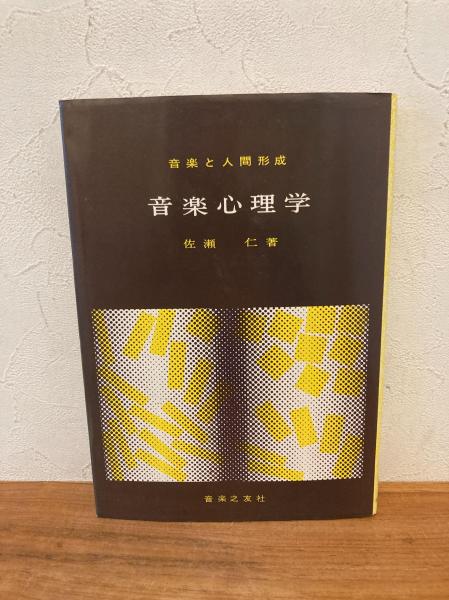 音楽と人間形成
音楽心理学
佐瀬 仁著
音楽之友社